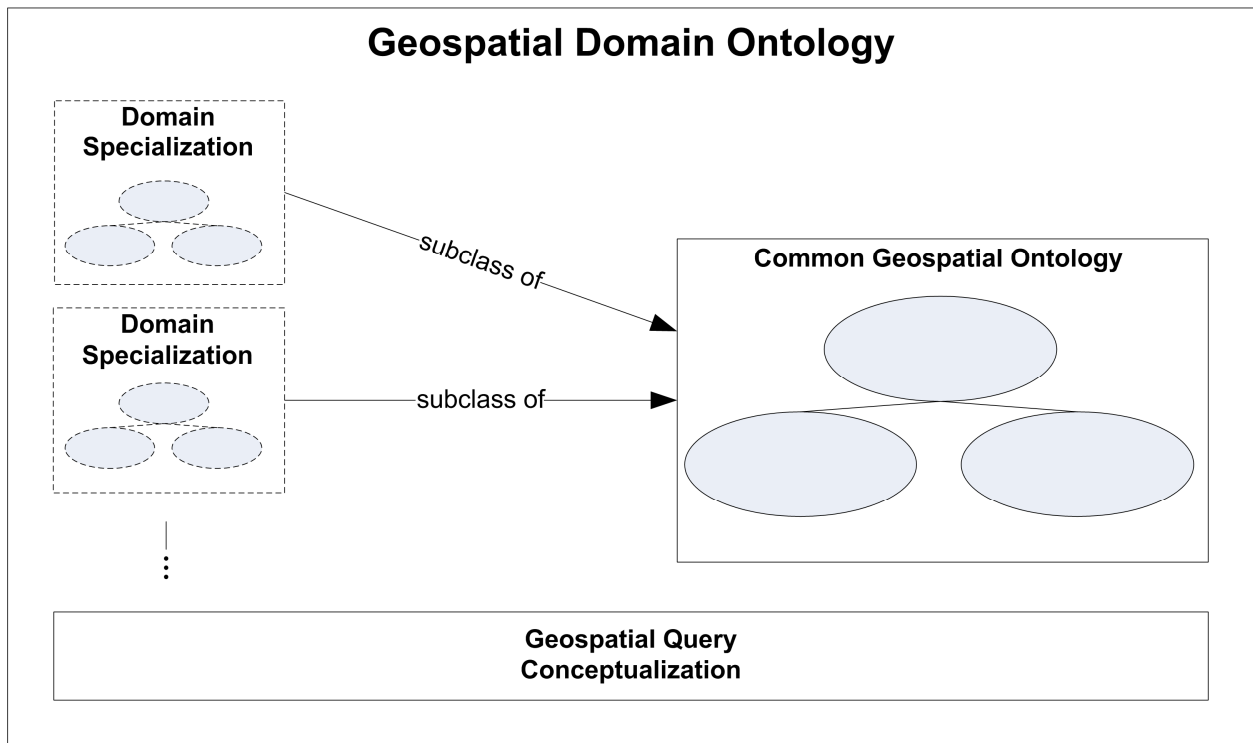 Geospatial Domain Ontology
Domain
Specialization
subclass of
Common Geospatial Ontology
Domain
Specialization
subclass of
Geospatial Query
Conceptualization